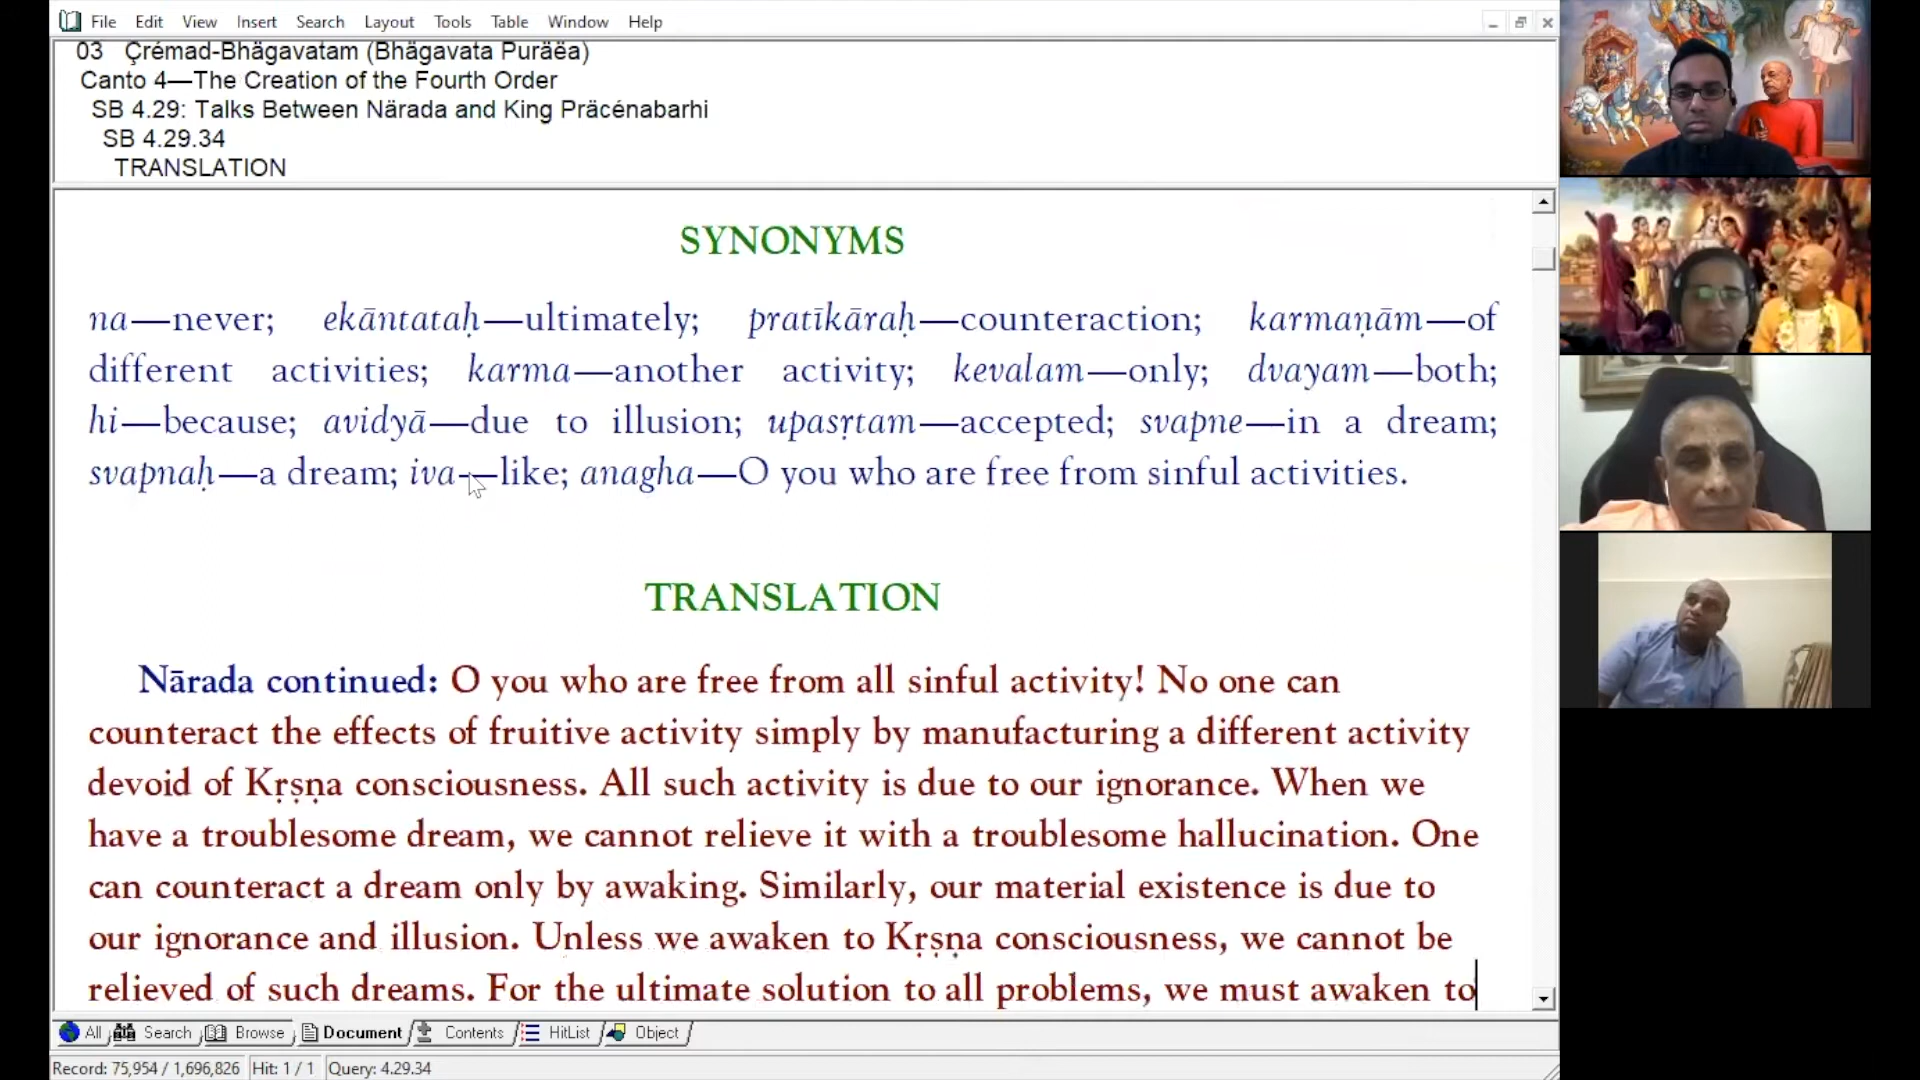 File Edit View Insert Search Layout Tools Table Window Help
03 Çrémad-Bhägavatam (Bhägavata Puräëa)
Canto 4—The Creation of the Fourth Order
SB 4.29: Talks Between Närada and King Präcénabarhi
SB 4.29.34
TRANSLATION
SYNONYMS
na—never; ekāntataḥ—ultimately; pratīkāraḥ—counteraction; karmaṇām—of
different activities; karma—another activity; kevalam—only; dvayam—both;
hi—because; avidyā—due to illusion; upasṛtam—accepted; svapne—in a dream;
svapnaḥ—a dream; iva—like; anagha—O you who are free from sinful activities.
TRANSLATION
Nārada continued: O you who are free from all sinful activity! No one can
counteract the effects of fruitive activity simply by manufacturing a different activity
devoid of Kṛṣṇa consciousness. All such activity is due to our ignorance. When we
have a troublesome dream, we cannot relieve it with a troublesome hallucination. One
can counteract a dream only by awaking. Similarly, our material existence is due to
our ignorance and illusion. Unless we awaken to Kṛṣṇa consciousness, we cannot be
relieved of such dreams. For the ultimate solution to all problems, we must awaken to
All Search Browse Document Contents HitList Object
Record: 75,954 / 1,696,826 Hit: 1 / 1 Query: 4.29.34